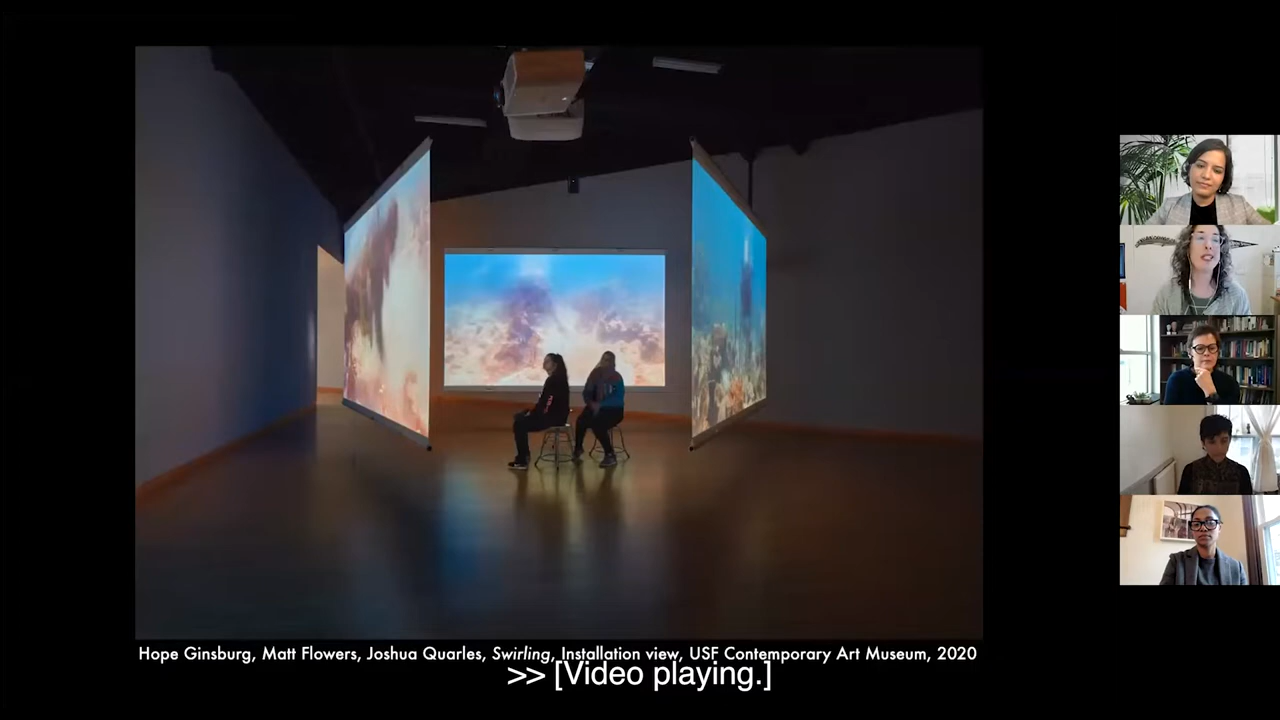 Hope Ginsburg, Matt Flowers, Joshua Quarles, Swirling, Installation view, USF Contemporary Art Museum, 2020
>> [Video playing.]